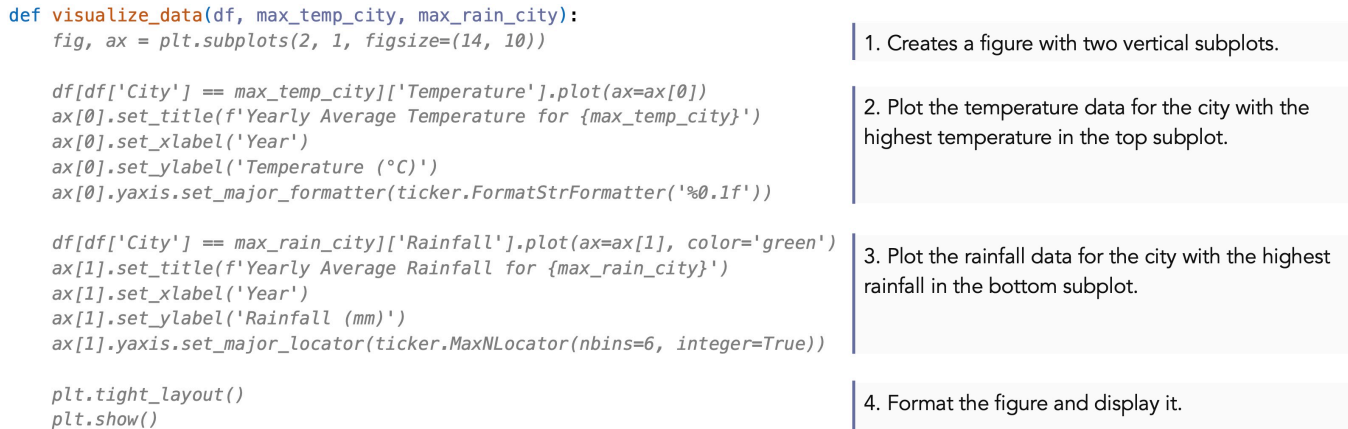 def visualize_data(df, max_temp_city, max_rain_city):
fig, ax = plt.subplots(2, 1, figsize=(14, 10))
1. Creates a figure with two vertical subplots.
df[df['City'] == max_temp_city]['Temperature'].plot(ax=ax[0])
ax[0].set_title(f'Yearly Average Temperature for {max_temp_city}')
ax[0].set_xlabel('Year')
ax[0].set_ylabel('Temperature (°C)')
ax[0].yaxis.set_major_formatter(ticker.FormatStrFormatter('%0.1f'))
2. Plot the temperature data for the city with the
highest temperature in the top subplot.
df[df['City'] == max_rain_city]['Rainfall'].plot(ax=ax[1], color='green')
ax[1].set_title(f'Yearly Average Rainfall for {max_rain_city}')
ax[1].set_xlabel('Year')
ax[1].set_ylabel('Rainfall (mm)')
ax[1].yaxis.set_major_locator(ticker.MaxNLocator(nbins=6, integer=True))
3. Plot the rainfall data for the city with the highest
rainfall in the bottom subplot.
plt.tight_layout()
plt.show()
4. Format the figure and display it.